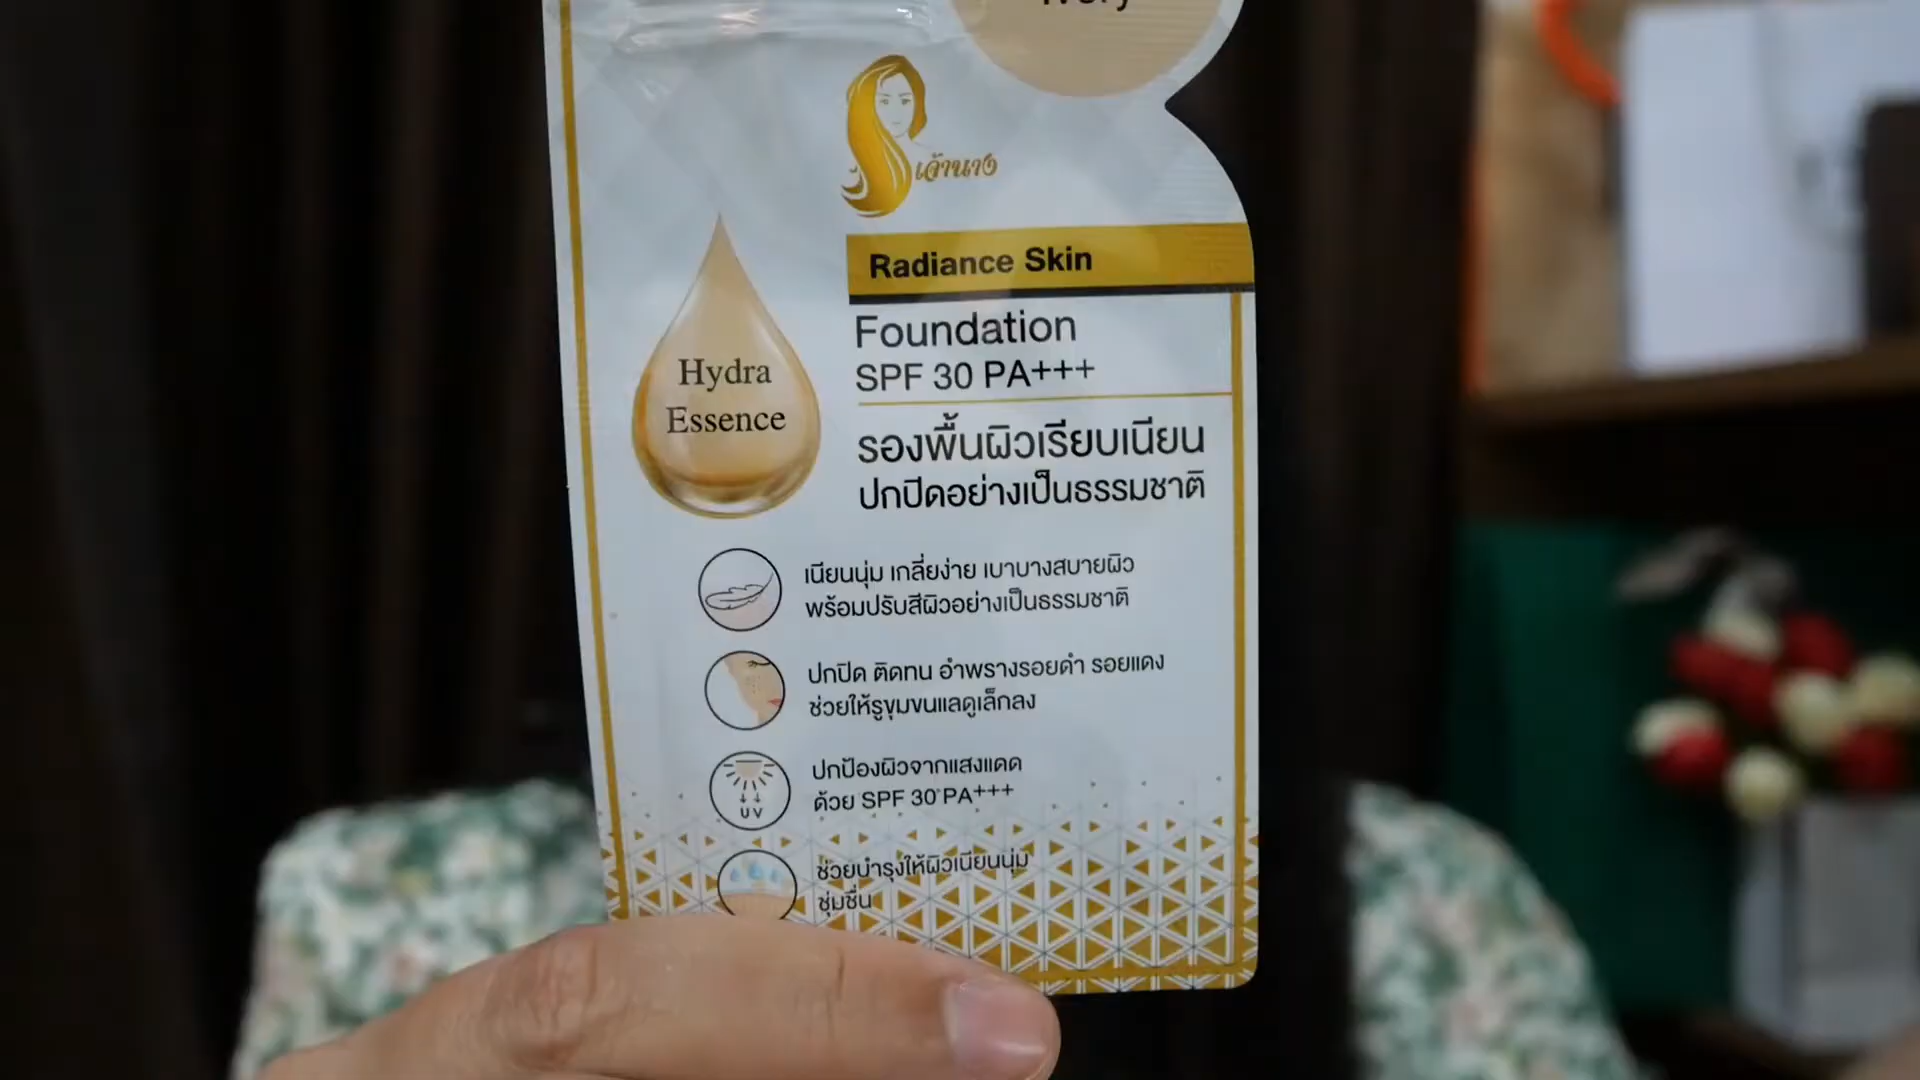 Ivory
เจ้านาง
Radiance Skin
Foundation
SPF 30 PA+++
Hydra
Essence
รองพื้นผิวเรียบเนียน
ปกปิดอย่างเป็นธรรมชาติ
เนียนนุ่ม เกลี่ยง่าย เบาบางสบายผิว
พร้อมปรับสีผิวอย่างเป็นธรรมชาติ
ปกปิด ติดทน อำพรางรอยดำ รอยแดง
ช่วยให้รูขุมขนแลดูเล็กลง
ปกป้องผิวจากแสงแดด
ด้วย SPF 30 PA+++
UV
ช่วยบำรุงให้ผิวเนียนนุ่ม
ชุ่มชื่น